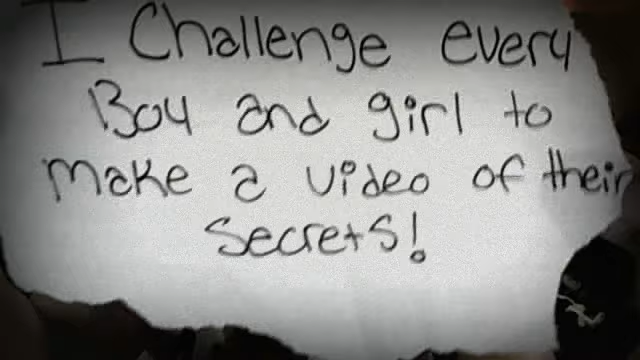 I Challenge every
Boy and girl to
make a video of their
SecretS!